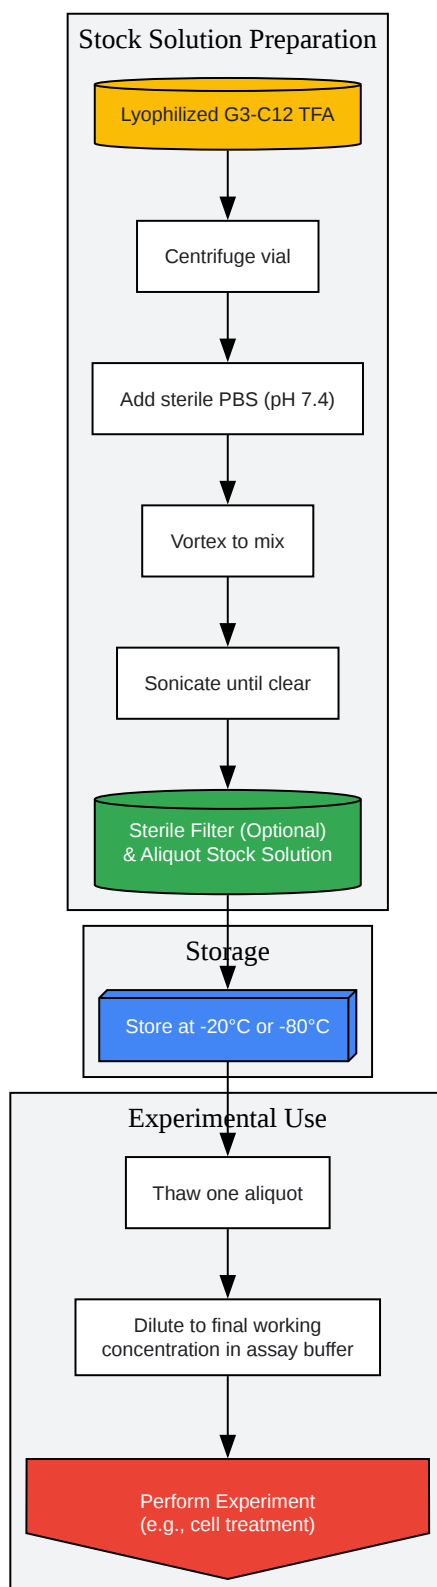 Stock Solution Preparation
Lyophilized G3-C12 TFA
Centrifuge vial
Add sterile PBS (pH 7.4)
Vortex to mix
Sonicate until clear
Sterile Filter (Optional)
& Aliquot Stock Solution
Storage
Store at -20°C or -80°C
Experimental Use
Thaw one aliquot
Dilute to final working
concentration in assay buffer
Perform Experiment
(e.g., cell treatment)